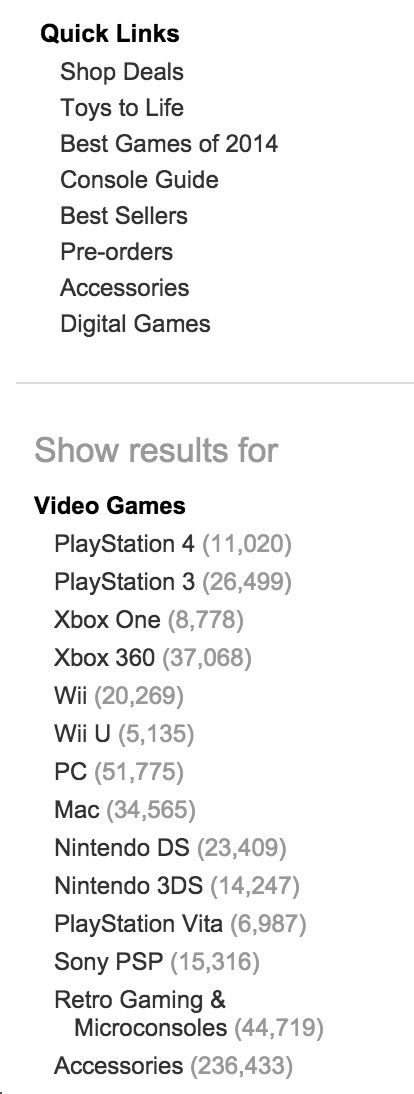 Quick Links
Shop Deals
Toys to Life
Best Games of 2014
Console Guide
Best Sellers
Pre-orders
Accessories
Digital Games
Show results for
Video Games
PlayStation 4 (11,020)
PlayStation 3 (26,499)
Xbox One (8,778)
Xbox 360 (37,068)
Wii (20,269)
Wii U (5,135)
PC (51,775)
Mac (34,565)
Nintendo DS (23,409)
Nintendo 3DS (14,247)
PlayStation Vita (6,987)
Sony PSP (15,316)
Retro Gaming &
Microconsoles (44,719)
Accessories (236,433)